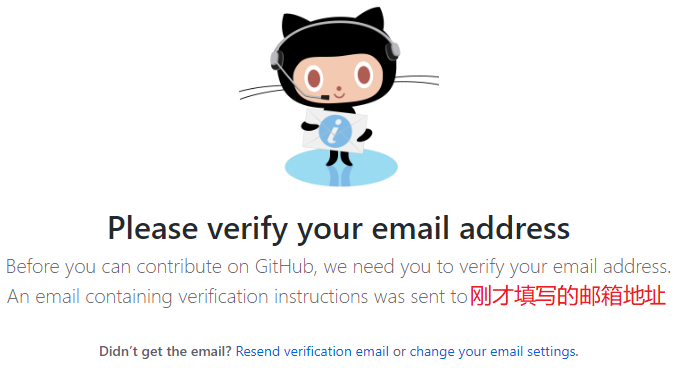 Please verify your email address
Before you can contribute on GitHub, we need you to verify your email address.
An email containing verification instructions was sent to 刚才填写的邮箱地址
Didn't get the email? Resend verification email or change your email settings.